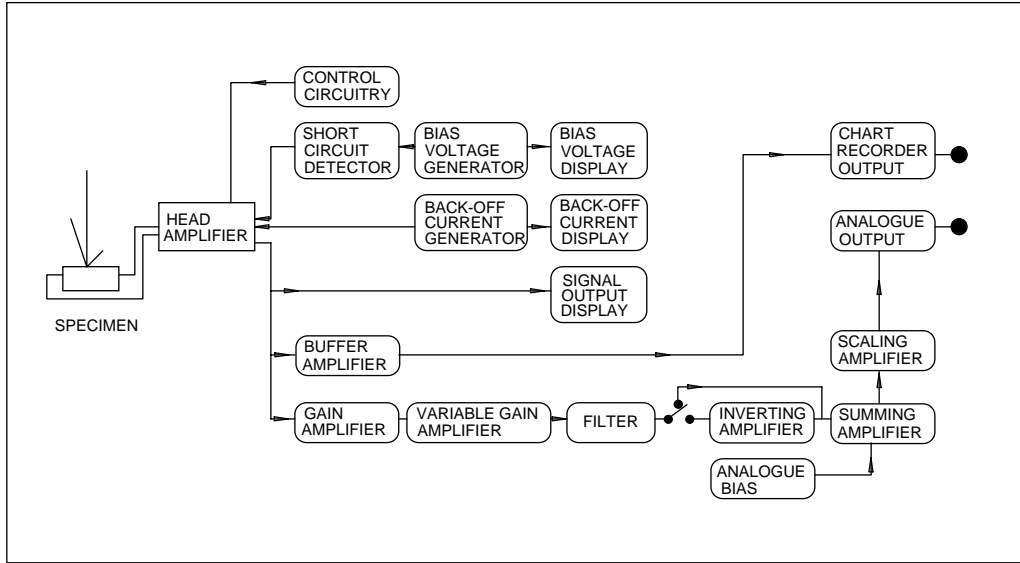 CONTROL
CIRCUITRY
SHORT
CIRCUIT
DETECTOR
BIAS
VOLTAGE
GENERATOR
BIAS
VOLTAGE
DISPLAY
CHART
RECORDER
OUTPUT
HEAD
AMPLIFIER
BACK-OFF
CURRENT
GENERATOR
BACK-OFF
CURRENT
DISPLAY
ANALOGUE
OUTPUT
SIGNAL
OUTPUT
DISPLAY
SPECIMEN
BUFFER
AMPLIFIER
SCALING
AMPLIFIER
GAIN
AMPLIFIER
VARIABLE GAIN
AMPLIFIER
FILTER
INVERTING
AMPLIFIER
SUMMING
AMPLIFIER
ANALOGUE
BIAS